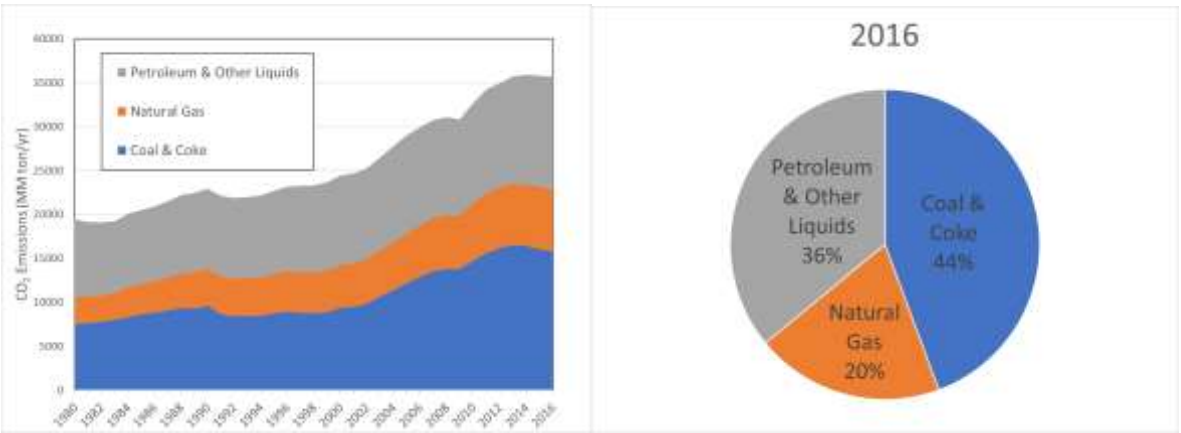 60000
35000
30000
25000
20000
15000
10000
5000
0
CO₂ Emissions (MM ton/yr)
Petroleum & Other Liquids
Natural Gas
Coal & Coke
1980
1982
1984
1986
1988
1990
1992
1994
1996
1998
2000
2002
2004
2006
2008
2010
2012
2014
2016
2016
Petroleum
& Other
Liquids
36%
Coal &
Coke
44%
Natural
Gas
20%